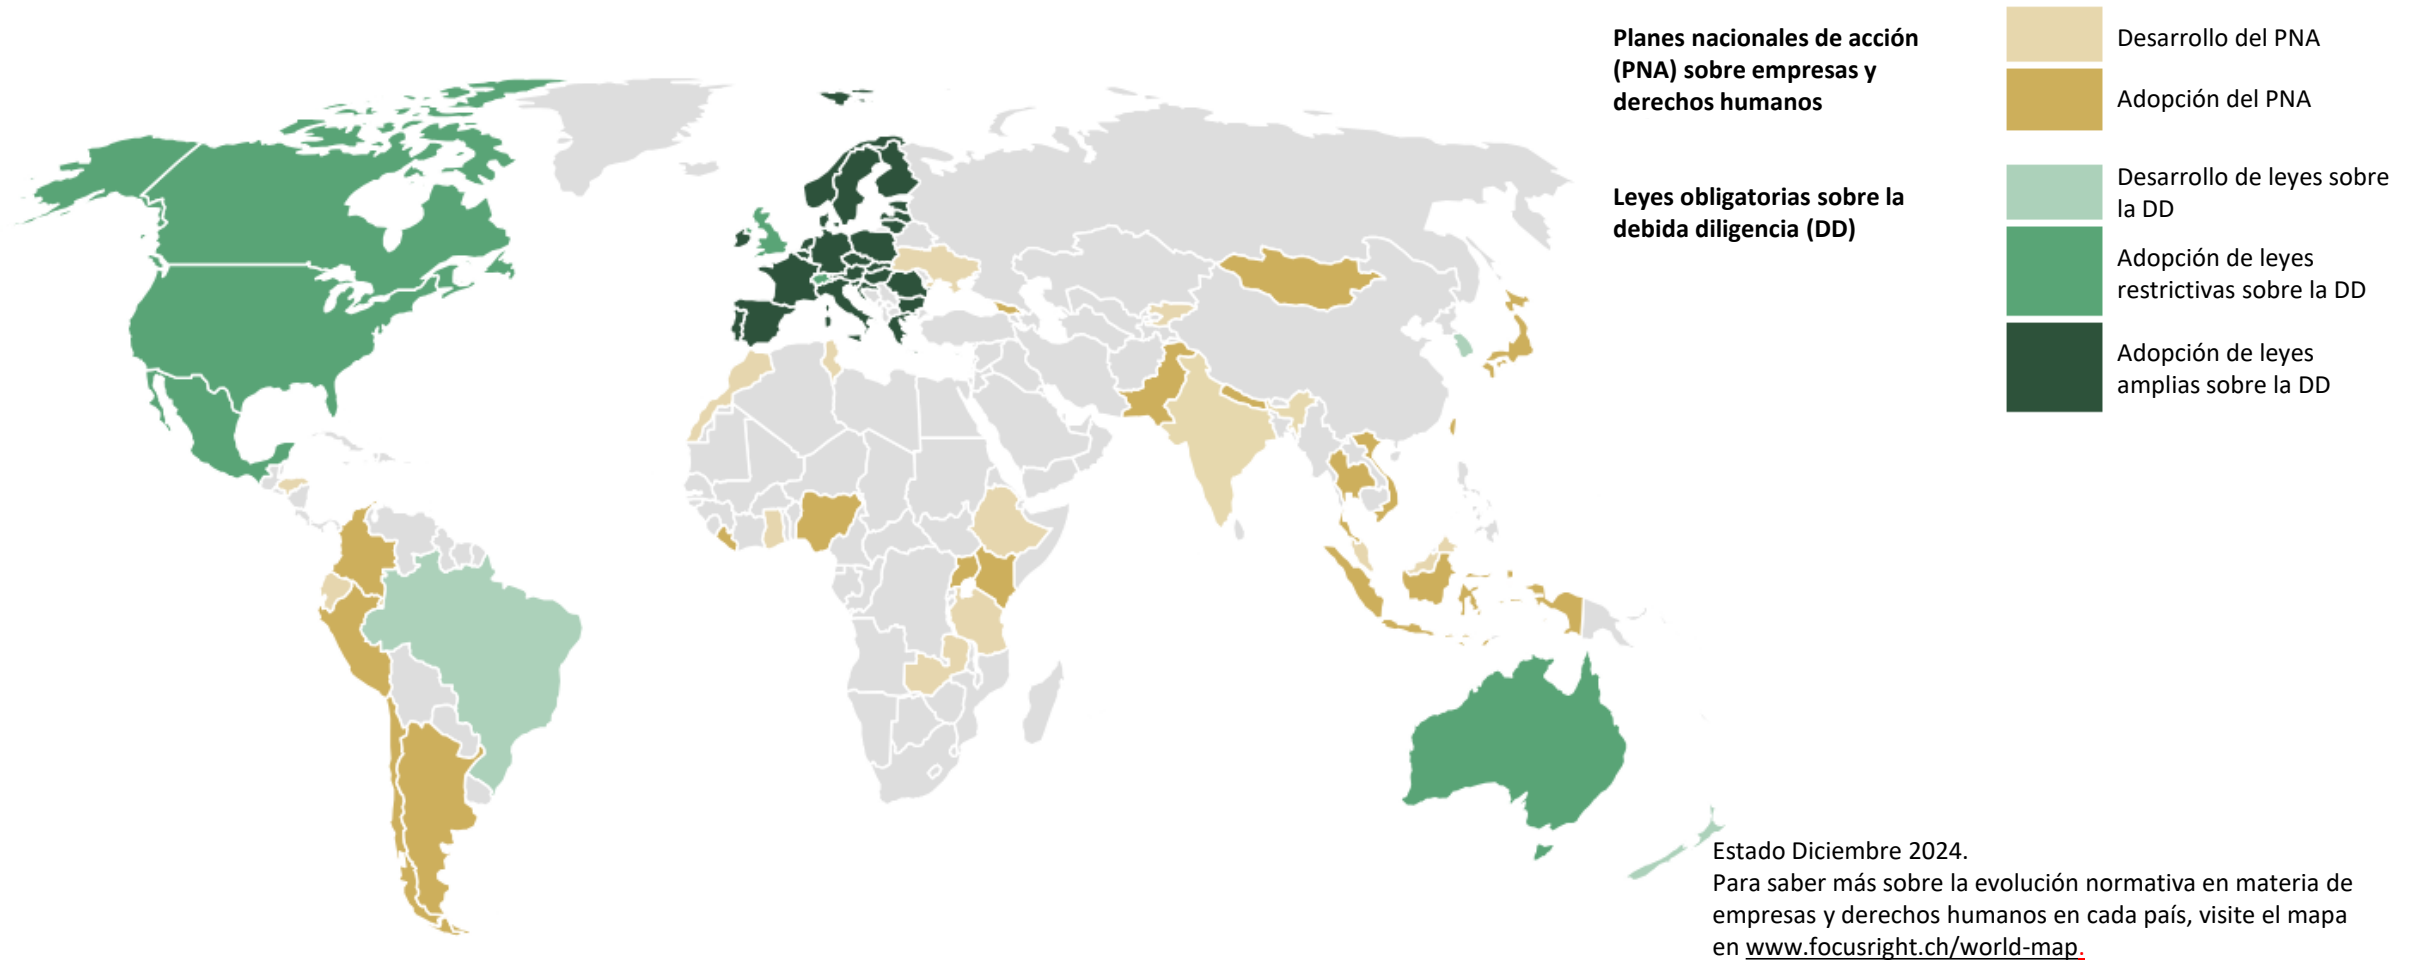 Planes nacionales de acción
(PNA) sobre empresas y
derechos humanos
Desarrollo del PNA
Adopción del PNA
Leyes obligatorias sobre la
debida diligencia (DD)
Desarrollo de leyes sobre
la DD
Adopción de leyes
restrictivas sobre la DD
Adopción de leyes
amplias sobre la DD
Estado Diciembre 2024.
Para saber más sobre la evolución normativa en materia de
empresas y derechos humanos en cada país, visite el mapa
en www.focusright.ch/world-map.